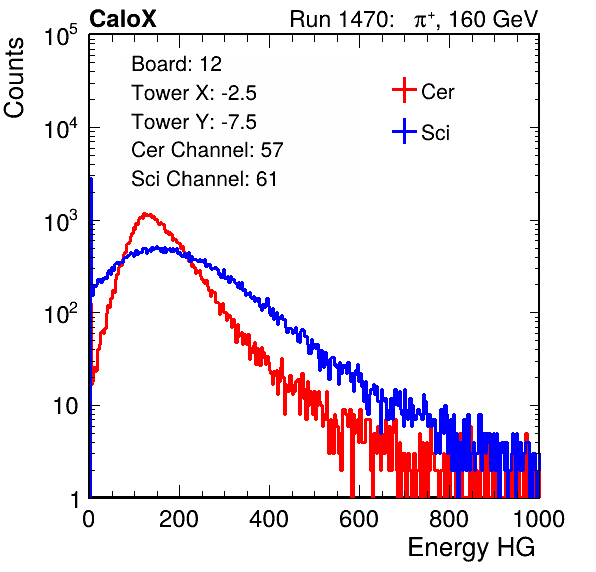 CaloX Run 1470: π⁺, 160 GeV
Counts
10⁵
10⁴
10³
10²
10
1
Board: 12
Tower X: -2.5
Tower Y: -7.5
Cer Channel: 57
Sci Channel: 61
Cer
Sci
0 200 400 600 800 1000
Energy HG